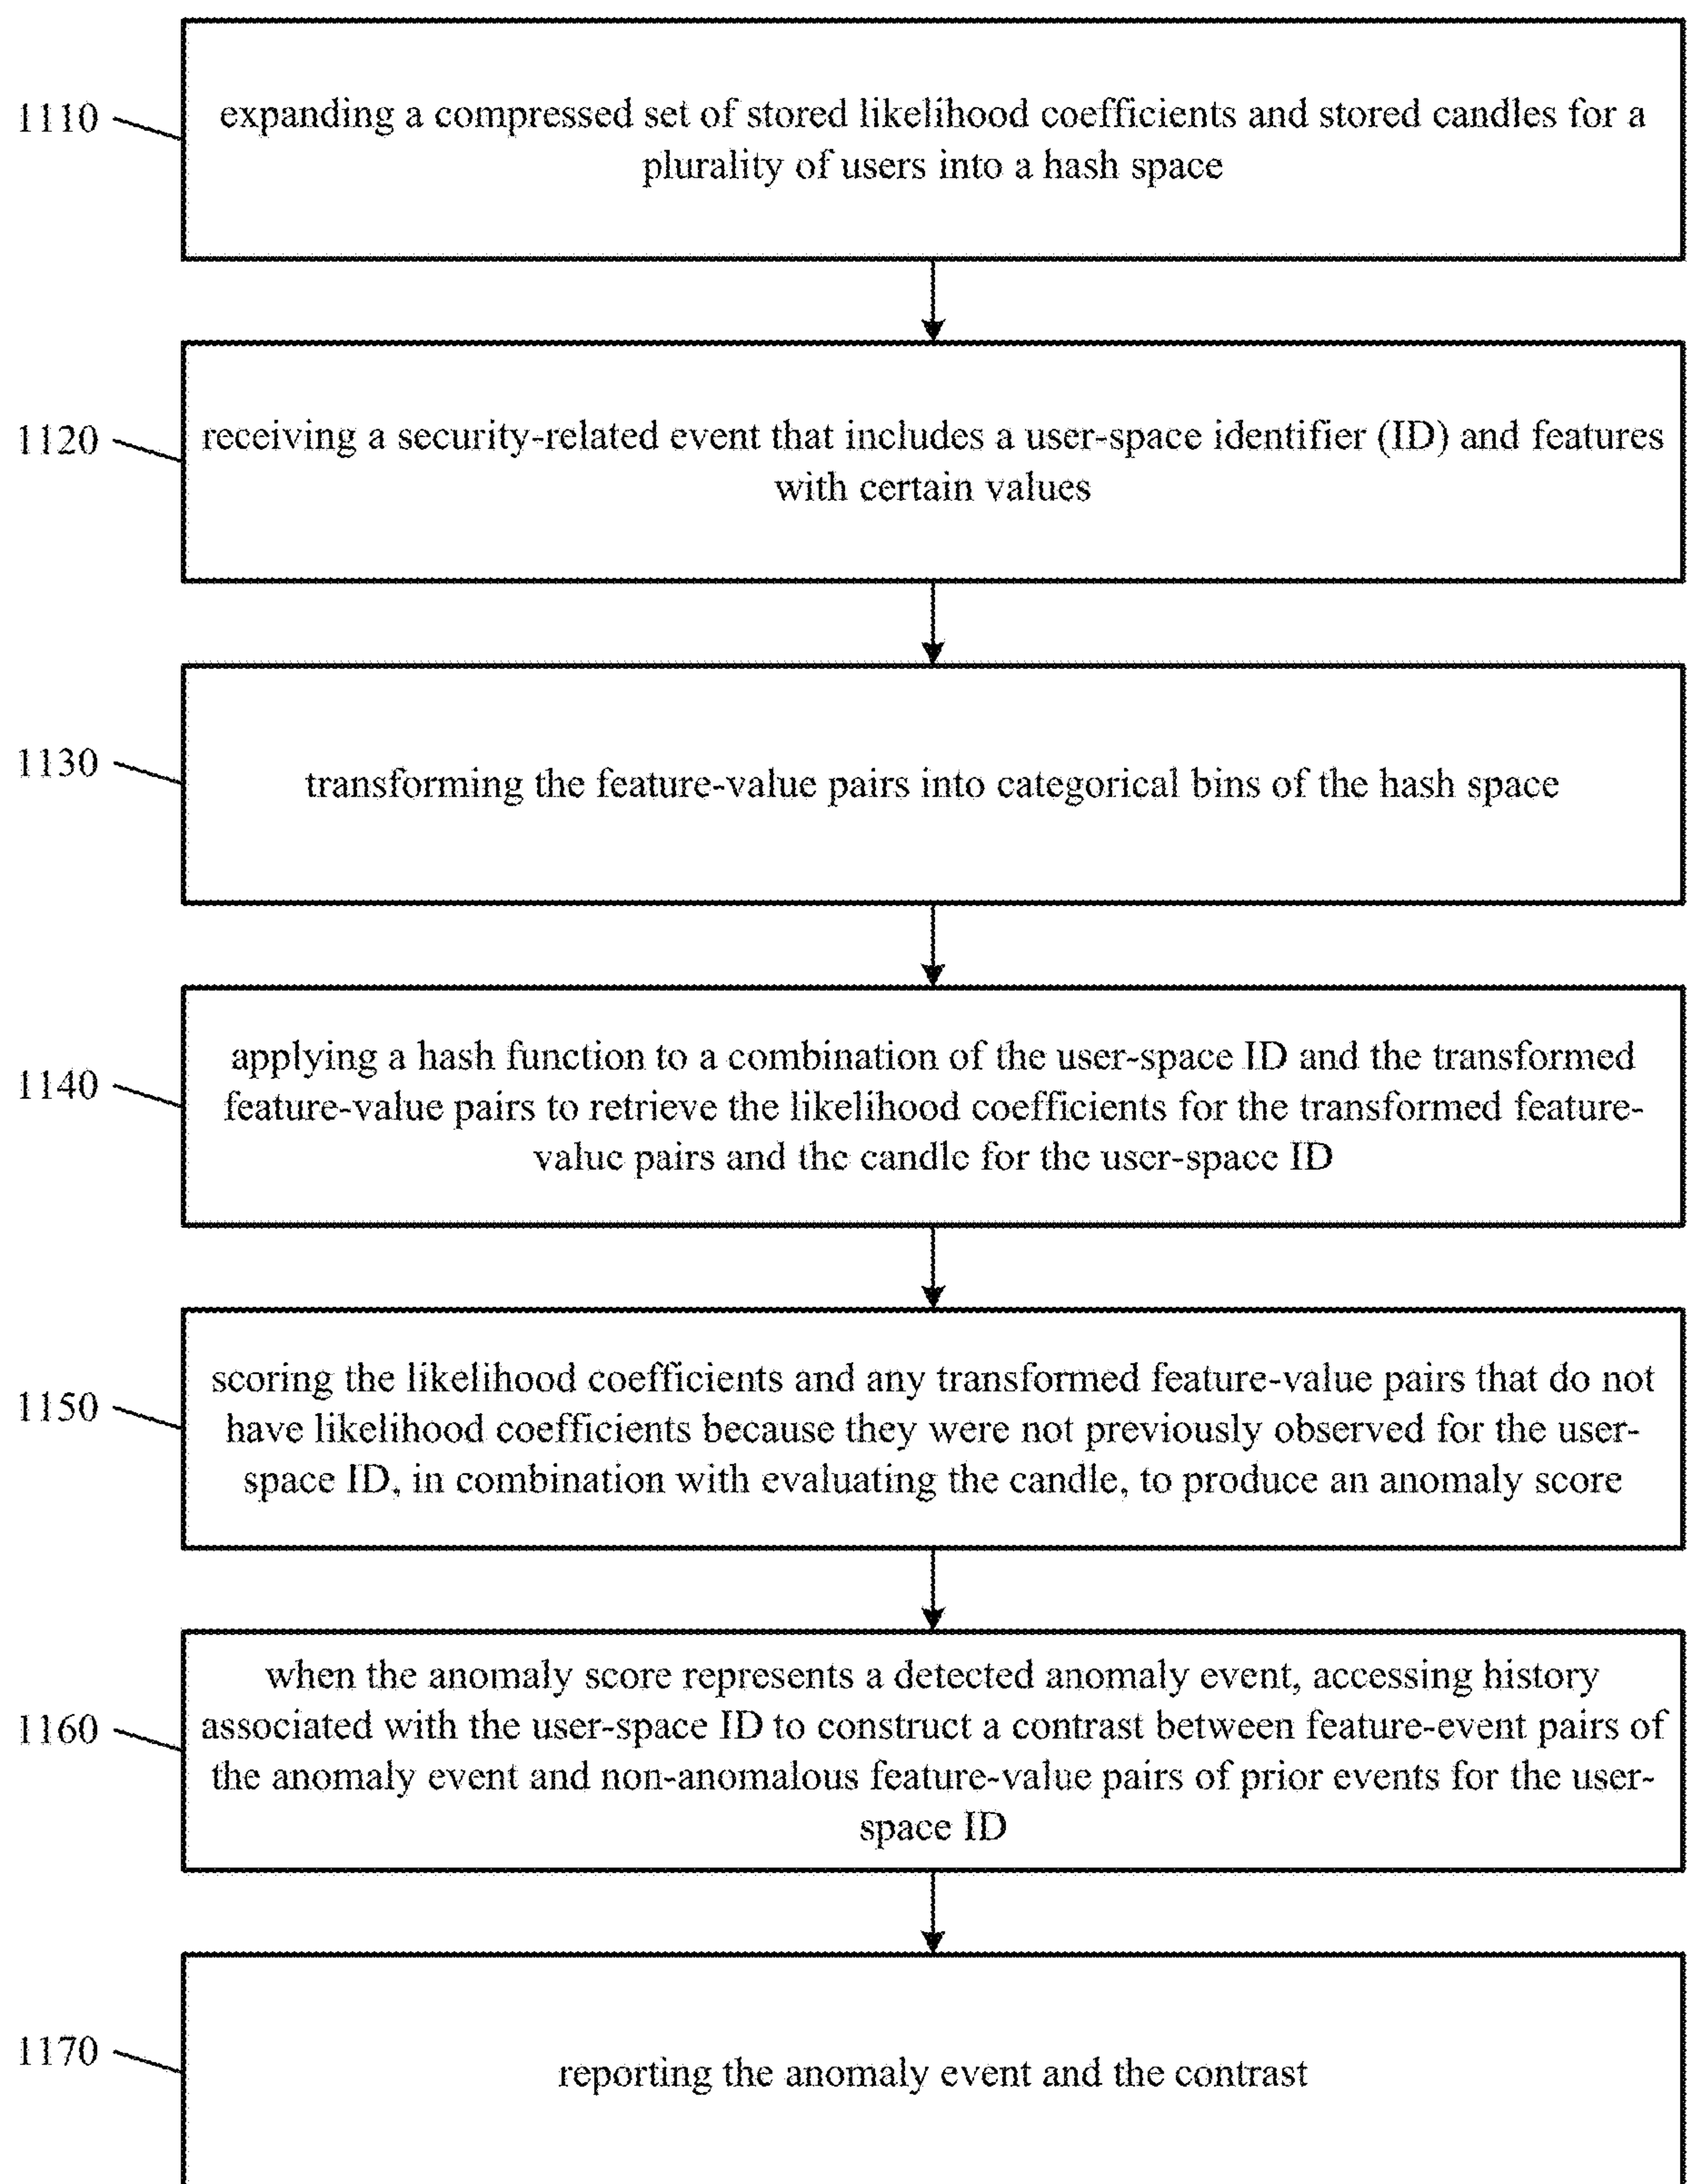 1110
expanding a compressed set of stored likelihood coefficients and stored candles for a
plurality of users into a hash space
1120
receiving a security-related event that includes a user-space identifier (ID) and features
with certain values
1130
transforming the feature-value pairs into categorical bins of the hash space
1140
applying a hash function to a combination of the user-space ID and the transformed
feature-value pairs to retrieve the likelihood coefficients for the transformed feature-
value pairs and the candle for the user-space ID
1150
scoring the likelihood coefficients and any transformed feature-value pairs that do not
have likelihood coefficients because they were not previously observed for the user-
space ID, in combination with evaluating the candle, to produce an anomaly score
1160
when the anomaly score represents a detected anomaly event, accessing history
associated with the user-space ID to construct a contrast between feature-event pairs of
the anomaly event and non-anomalous feature-value pairs of prior events for the user-
space ID
1170
reporting the anomaly event and the contrast